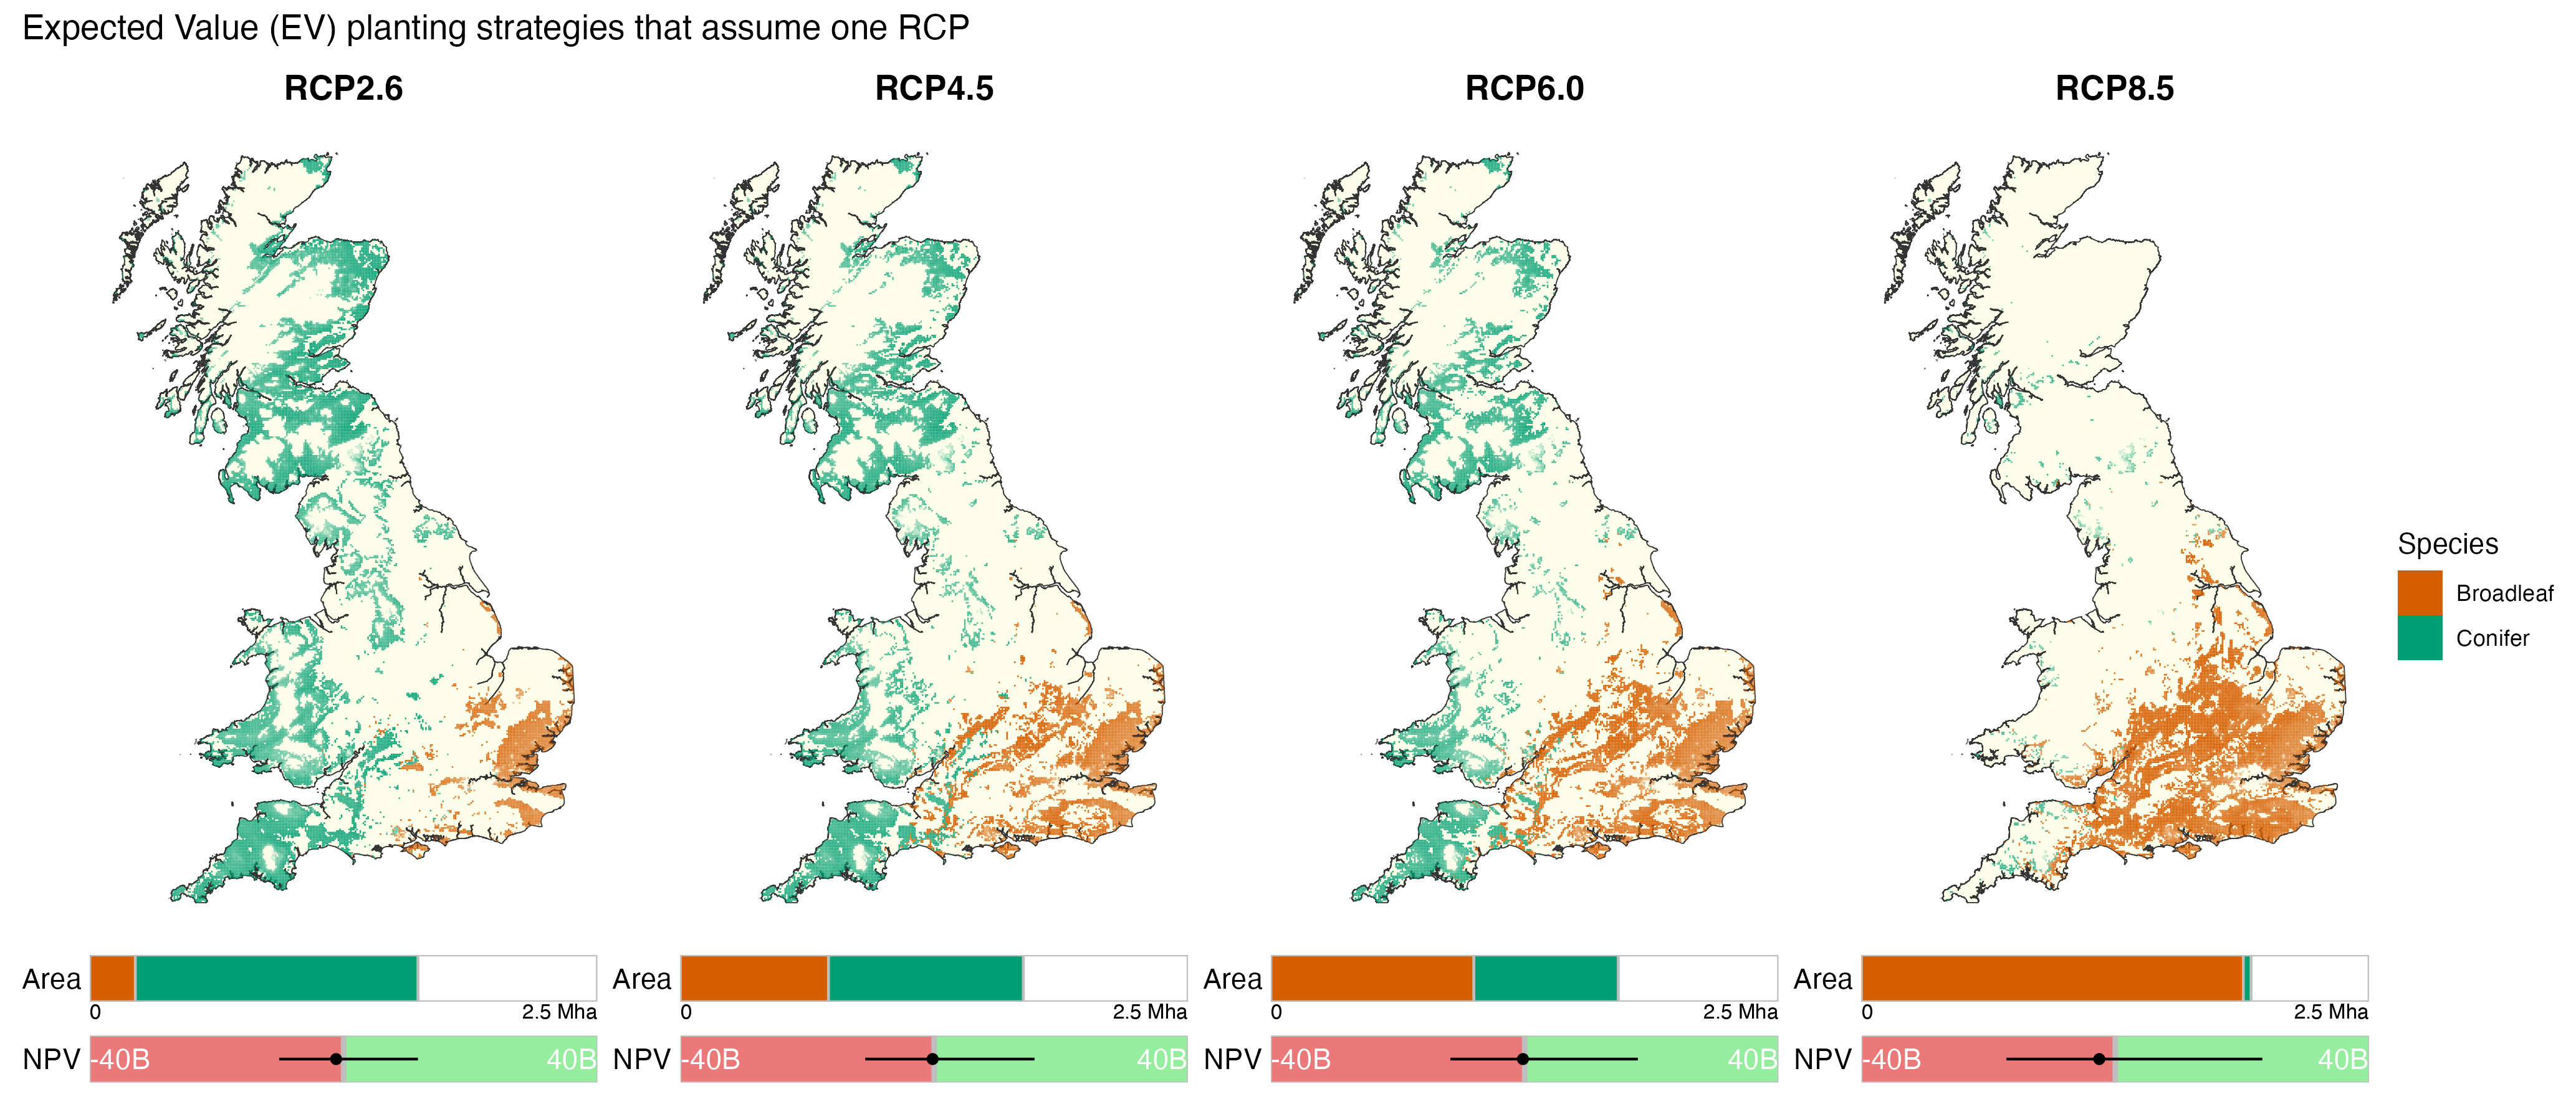 Expected Value (EV) planting strategies that assume one RCP
RCP2.6 RCP4.5 RCP6.0 RCP8.5
Species
Broadleaf
Conifer
Area Area Area Area
0 2.5 Mha 0 2.5 Mha 0 2.5 Mha 0 2.5 Mha
NPV -40B 40B NPV -40B 40B NPV -40B 40B NPV -40B 40B